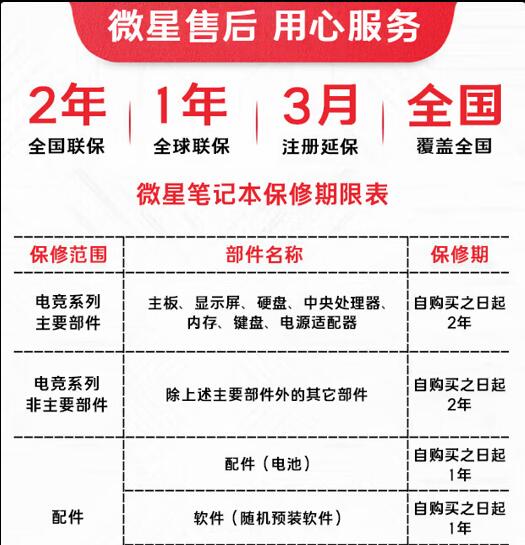 微星售后 用心服务
2年 1年 3月 全国
全国联保 全球联保 注册延保 覆盖全国
微星笔记本保修期限表
保修范围 部件名称 保修期
电竞系列
主要部件
主板、显示屏、硬盘、中央处理器、
内存、键盘、电源适配器
自购买之日起
2年
电竞系列
非主要部件
除上述主要部件外的其它部件
自购买之日起
2年
配件
配件（电池）
自购买之日起
1年
软件（随机预装软件）
自购买之日起
1年